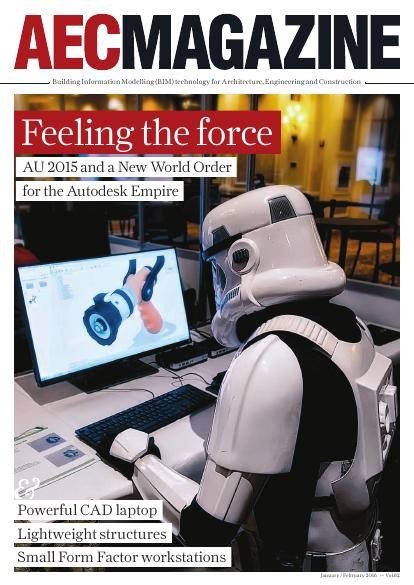 AECMAGAZINE
Building Information Modelling (BIM) technology for Architecture, Engineering and Construction
Feeling the force
AU 2015 and a New World Order
for the Autodesk Empire
&
Powerful CAD laptop
Lightweight structures
Small Form Factor workstations
January / February 2016 >> Vol.82